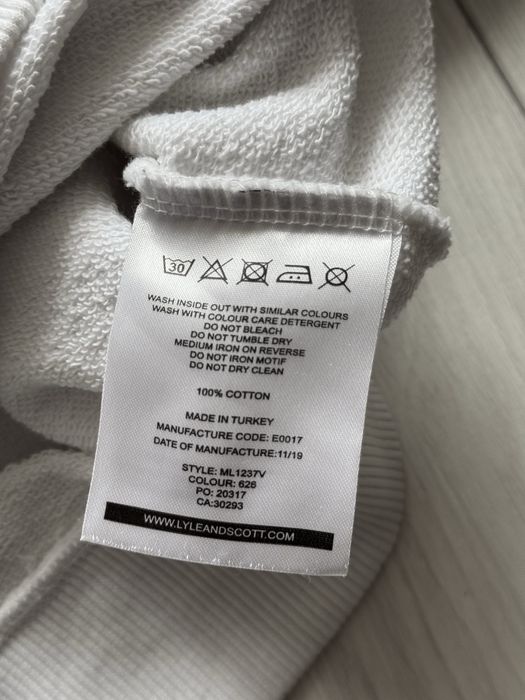 30
WASH INSIDE OUT WITH SIMILAR COLOURS
WASH WITH COLOUR CARE DETERGENT
DO NOT BLEACH
DO NOT TUMBLE DRY
MEDIUM IRON ON REVERSE
DO NOT IRON MOTIF
DO NOT DRY CLEAN
100% COTTON
MADE IN TURKEY
MANUFACTURE CODE: E0017
DATE OF MANUFACTURE:11/19
STYLE: ML1237V
COLOUR: 626
PO: 20317
CA:30293
WWW.LYLEANDSCOTT.COM